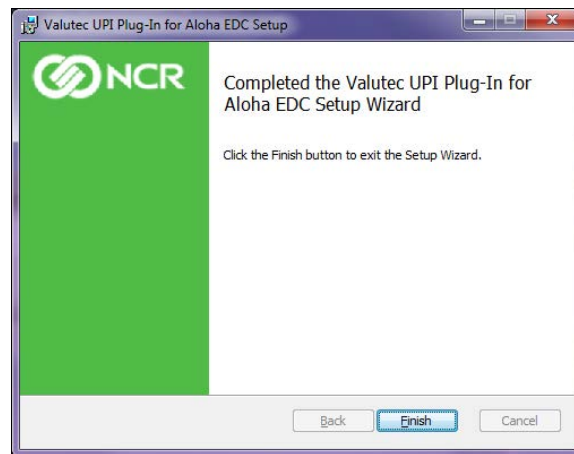 Valutec UPI Plug-In for Aloha EDC Setup
NCR
Completed the Valutec UPI Plug-In for
Aloha EDC Setup Wizard
Click the Finish button to exit the Setup Wizard.
Back Finish Cancel